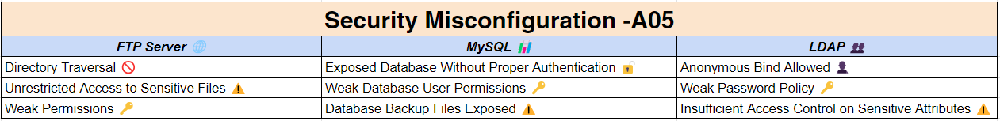 Security Misconfiguration -A05
FTP Server 🌐 MySQL 📊 LDAP 👥
Directory Traversal 🚫 Exposed Database Without Proper Authentication 🔓 Anonymous Bind Allowed 👤
Unrestricted Access to Sensitive Files ⚠️ Weak Database User Permissions 🔑 Weak Password Policy 🔑
Weak Permissions 🔑 Database Backup Files Exposed ⚠️ Insufficient Access Control on Sensitive Attributes ⚠️